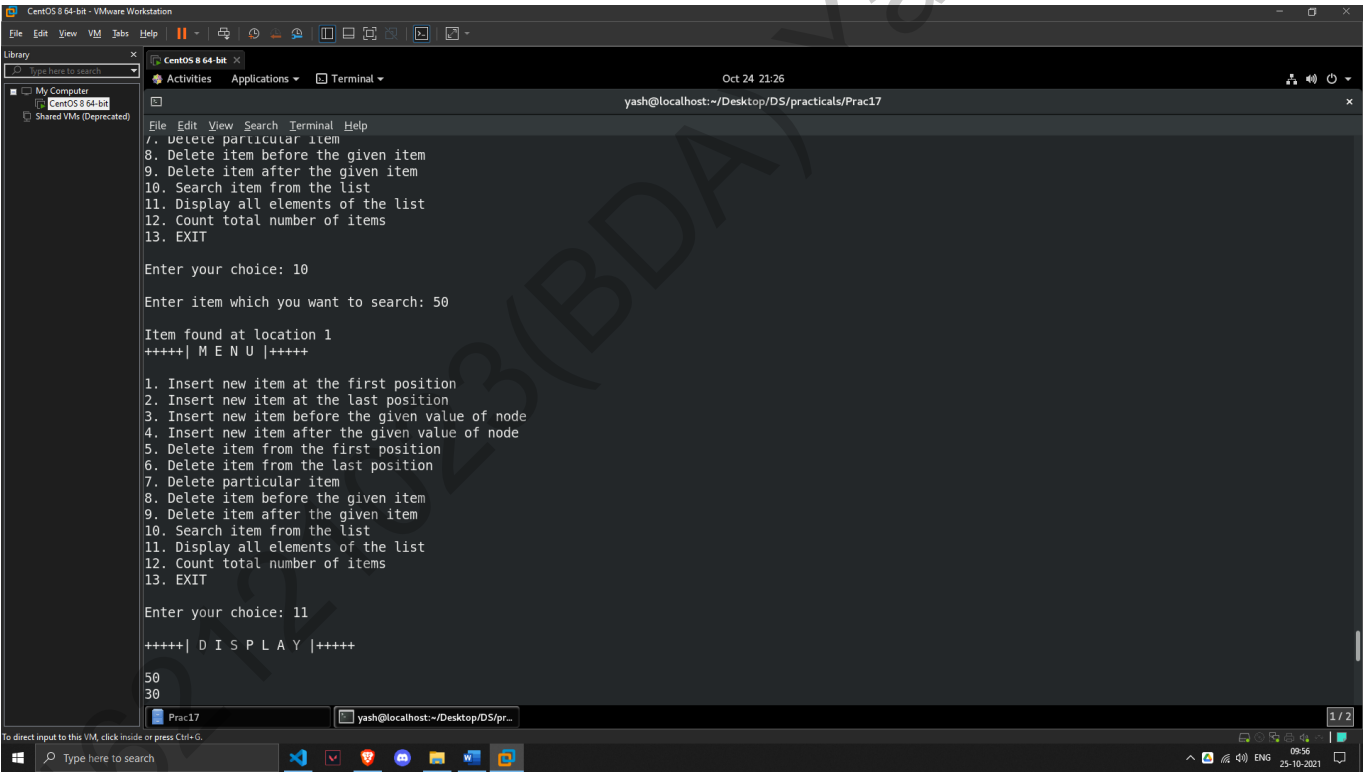 CentOS 8 64-bit - VMware Workstation
File Edit View VM Tabs Help
Library
Type here to search
My Computer
CentOS 8 64-bit
Shared VMs (Deprecated)
CentOS 8 64-bit
Activities Applications Terminal Oct 24 21:26
yash@localhost:~/Desktop/DS/practicals/Prac17
File Edit View Search Terminal Help
7. Delete particular item
8. Delete item before the given item
9. Delete item after the given item
10. Search item from the list
11. Display all elements of the list
12. Count total number of items
13. EXIT
Enter your choice: 10
Enter item which you want to search: 50
Item found at location 1
+++++| M E N U |+++++
1. Insert new item at the first position
2. Insert new item at the last position
3. Insert new item before the given value of node
4. Insert new item after the given value of node
5. Delete item from the first position
6. Delete item from the last position
7. Delete particular item
8. Delete item before the given item
9. Delete item after the given item
10. Search item from the list
11. Display all elements of the list
12. Count total number of items
13. EXIT
Enter your choice: 11
+++++| D I S P L A Y |+++++
50
30
Prac17 yash@localhost:~/Desktop/DS/pr... 1 / 2
To direct input to this VM, click inside or press Ctrl+G.
Type here to search ENG 09:56
25-10-2021